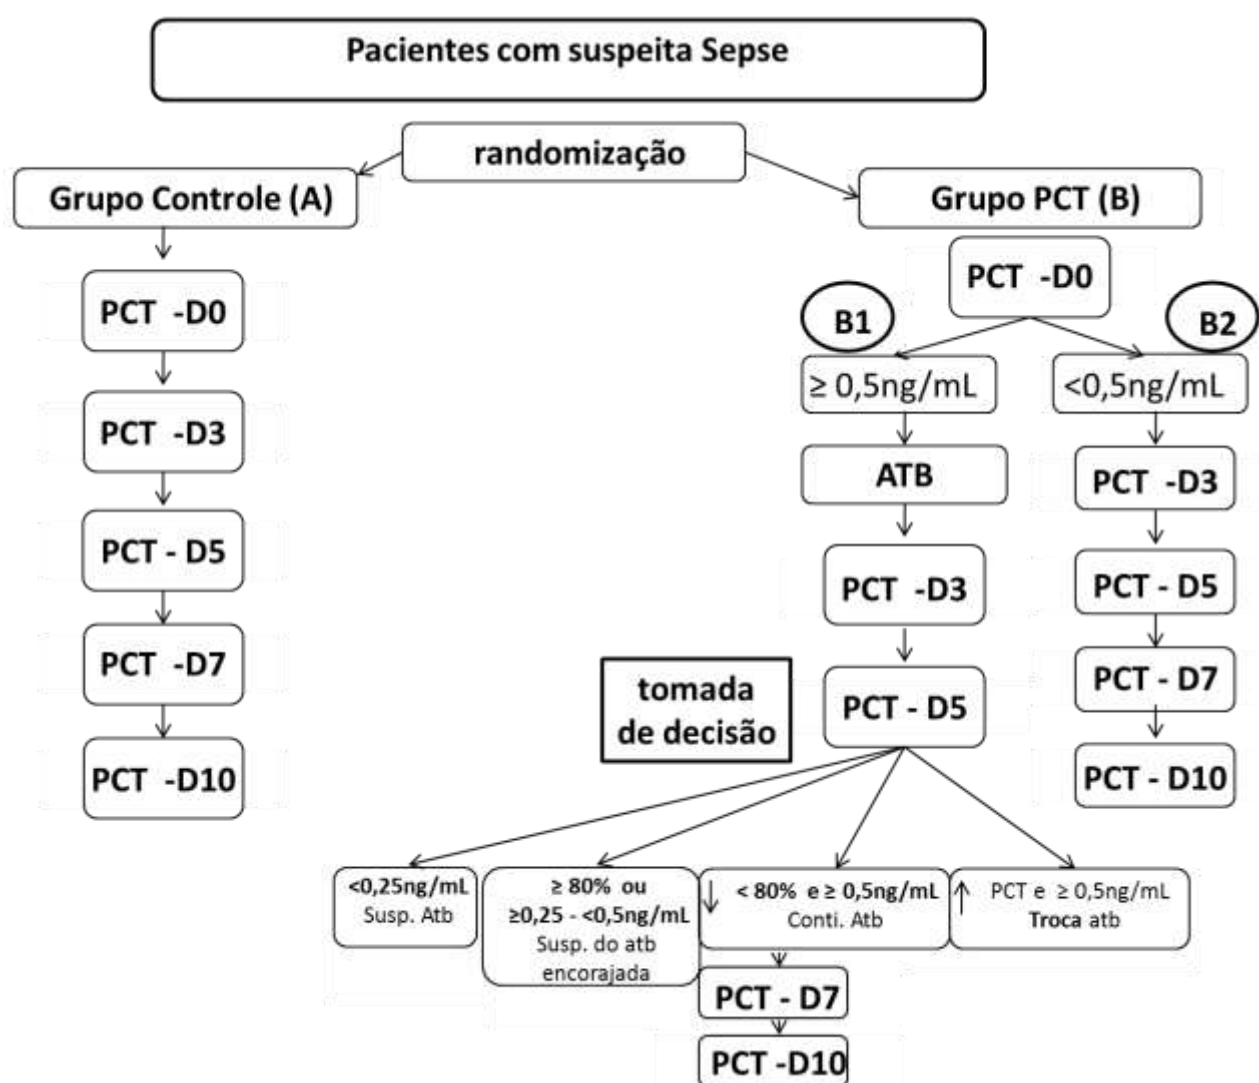 Pacientes com suspeita Sepse
randomização
Grupo Controle (A)
PCT -D0
PCT -D3
PCT - D5
PCT -D7
PCT -D10
Grupo PCT (B)
PCT -D0
B1
≥ 0,5ng/mL
ATB
PCT -D3
PCT - D5
tomada
de decisão
<0,25ng/mL
Susp. Atb
≥ 80% ou
≥0,25 - <0,5ng/mL
Susp. do atb
encorajada
↓ < 80% e ≥ 0,5ng/mL
Conti. Atb
PCT - D7
PCT -D10
↑ PCT e ≥ 0,5ng/mL
Troca atb
B2
<0,5ng/mL
PCT -D3
PCT - D5
PCT - D7
PCT - D10